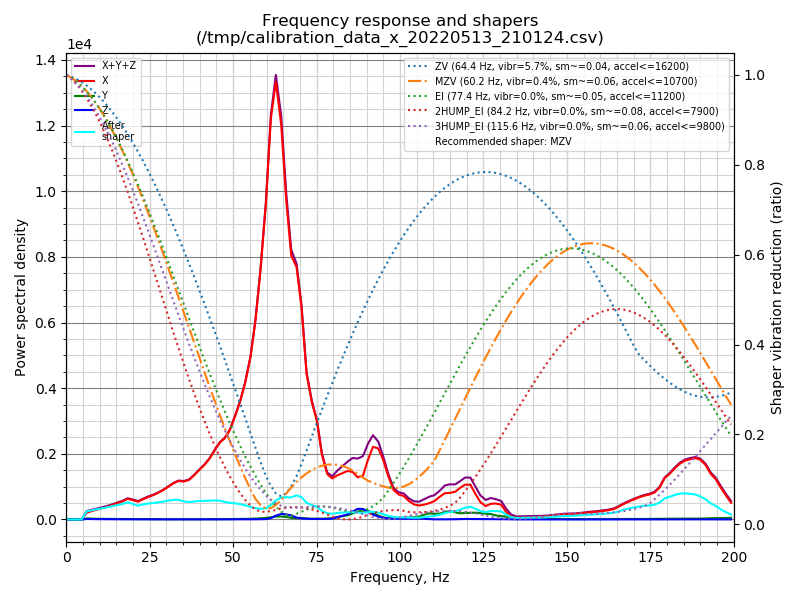 Frequency response and shapers
(/tmp/calibration_data_x_20220513_210124.csv)
1e4
X+Y+Z
X
Y
Z
After
shaper
ZV (64.4 Hz, vibr=5.7%, sm~=0.04, accel<=16200)
MZV (60.2 Hz, vibr=0.4%, sm~=0.06, accel<=10700)
EI (77.4 Hz, vibr=0.0%, sm~=0.05, accel<=11200)
2HUMP_EI (84.2 Hz, vibr=0.0%, sm~=0.08, accel<=7900)
3HUMP_EI (115.6 Hz, vibr=0.0%, sm~=0.06, accel<=9800)
Recommended shaper: MZV
Power spectral density
1.4
1.2
1.0
0.8
0.6
0.4
0.2
0.0
1.0
0.8
0.6
0.4
0.2
0.0
Shaper vibration reduction (ratio)
0 25 50 75 100 125 150 175 200
Frequency, Hz